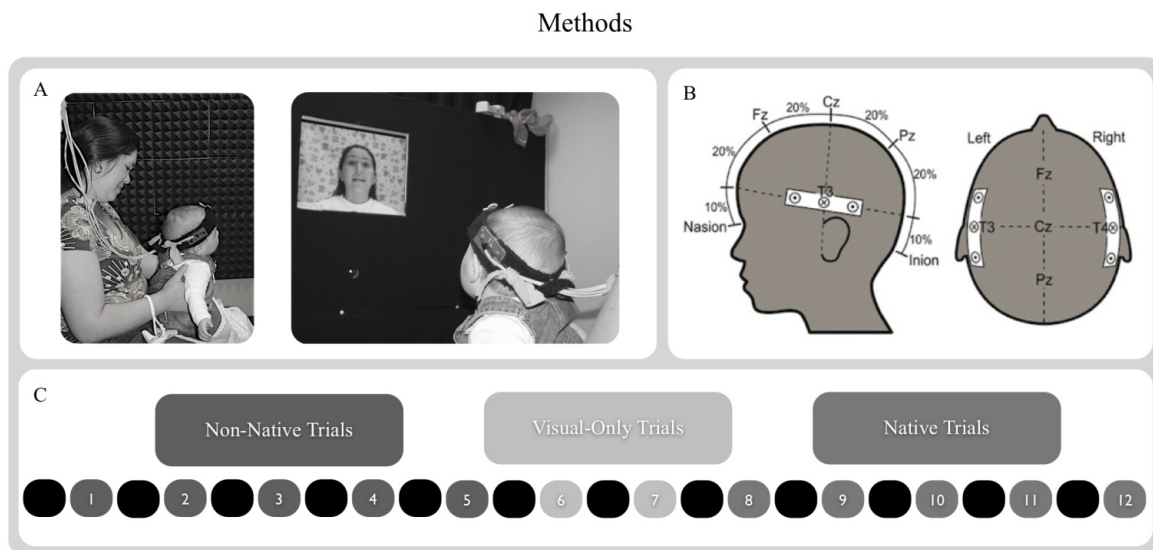 Methods
A
B
Cz
20%
20%
Fz
Pz
20%
20%
T3
10%
10%
Nasion
Inion
Left
Right
Fz
T3
Cz
T4
Pz
C
Non-Native Trials
Visual-Only Trials
Native Trials
1 2 3 4 5 6 7 8 9 10 11 12